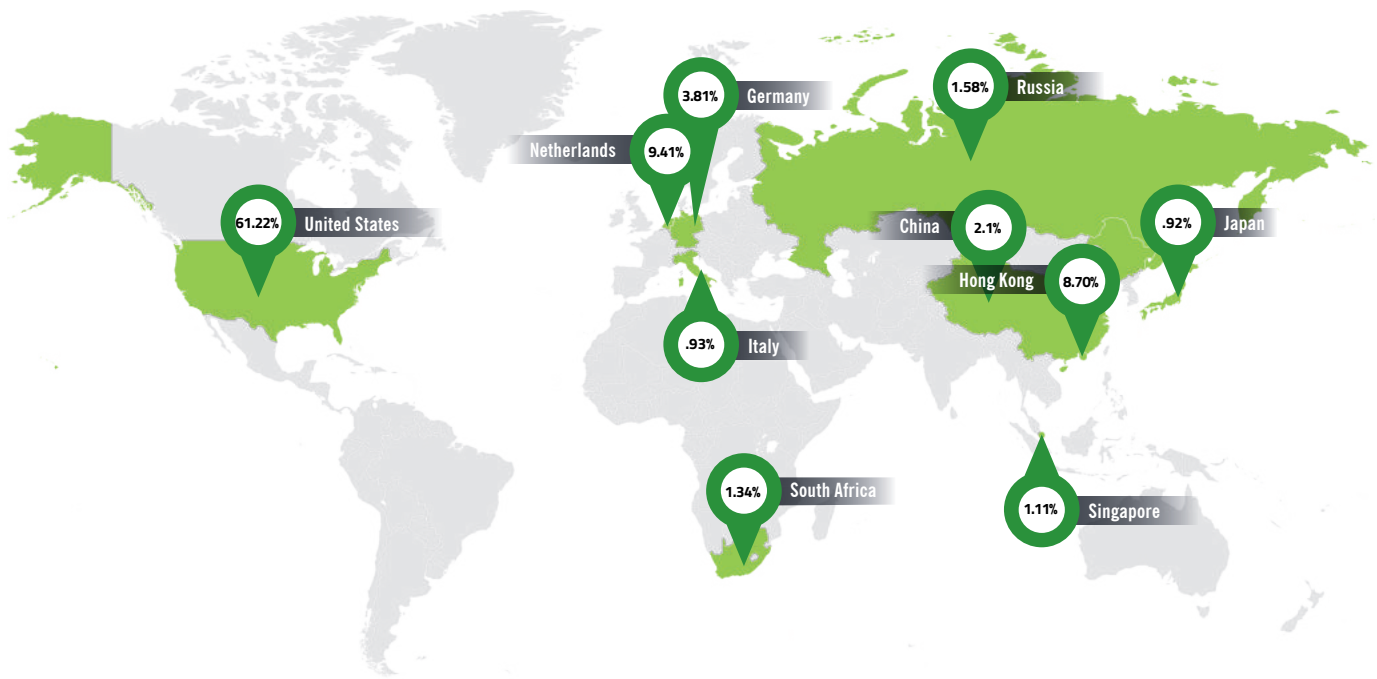 3.81% Germany
1.58% Russia
Netherlands 9.41%
61.22% United States
China 2.1%
.92% Japan
Hong Kong 8.70%
.93% Italy
1.34% South Africa
1.11% Singapore